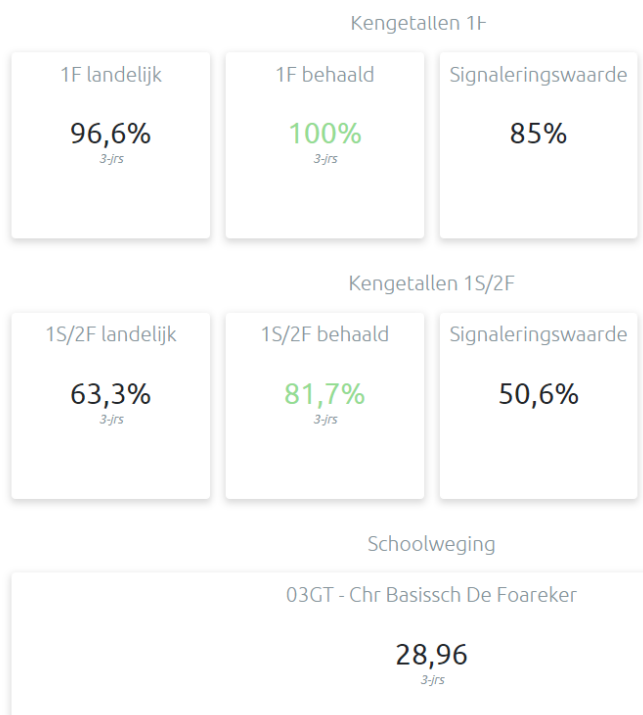 Kengetallen 1F
1F landelijk
96,6%
3-jrs
1F behaald
100%
3-jrs
Signaleringswaarde
85%
Kengetallen 1S/2F
1S/2F landelijk
63,3%
3-jrs
1S/2F behaald
81,7%
3-jrs
Signaleringswaarde
50,6%
Schoolweging
03GT - Chr Basissch De Foareker
28,96
3-jrs